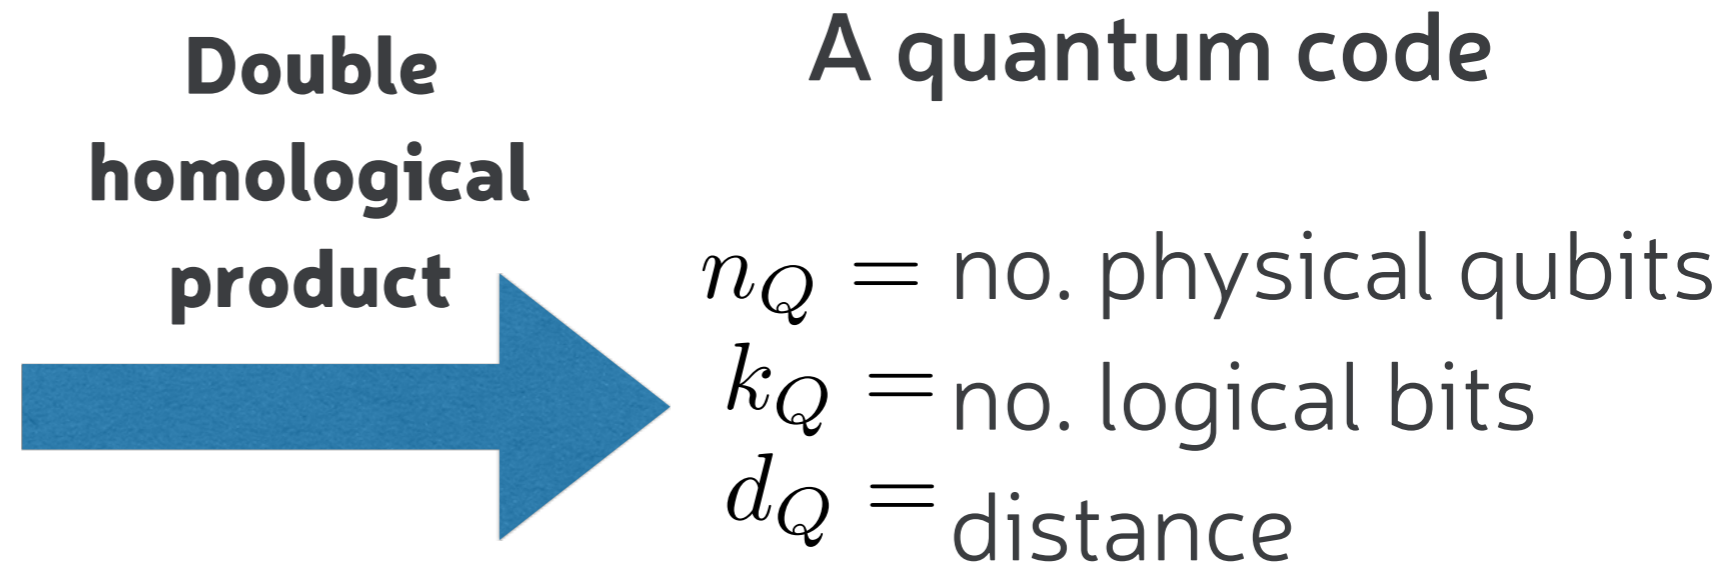 Double
homological
product
A quantum code
n_Q = no. physical qubits
k_Q = no. logical bits
d_Q = distance